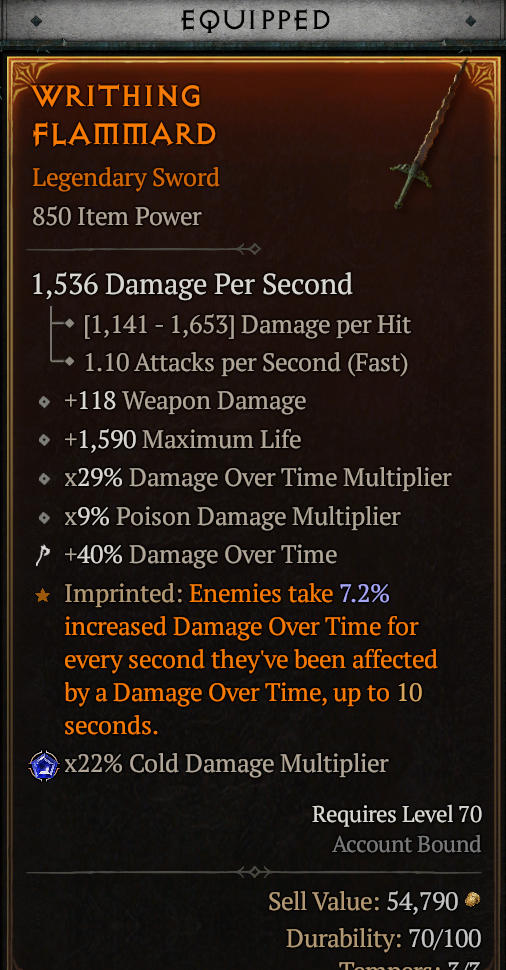 EQUIPPED
WRITHING
FLAMMARD
Legendary Sword
850 Item Power
1,536 Damage Per Second
[1,141 - 1,653] Damage per Hit
1.10 Attacks per Second (Fast)
+118 Weapon Damage
+1,590 Maximum Life
x29% Damage Over Time Multiplier
x9% Poison Damage Multiplier
+40% Damage Over Time
Imprinted: Enemies take 7.2%
increased Damage Over Time for
every second they've been affected
by a Damage Over Time, up to 10
seconds.
x22% Cold Damage Multiplier
Requires Level 70
Account Bound
Sell Value: 54,790
Durability: 70/100
Tempers: